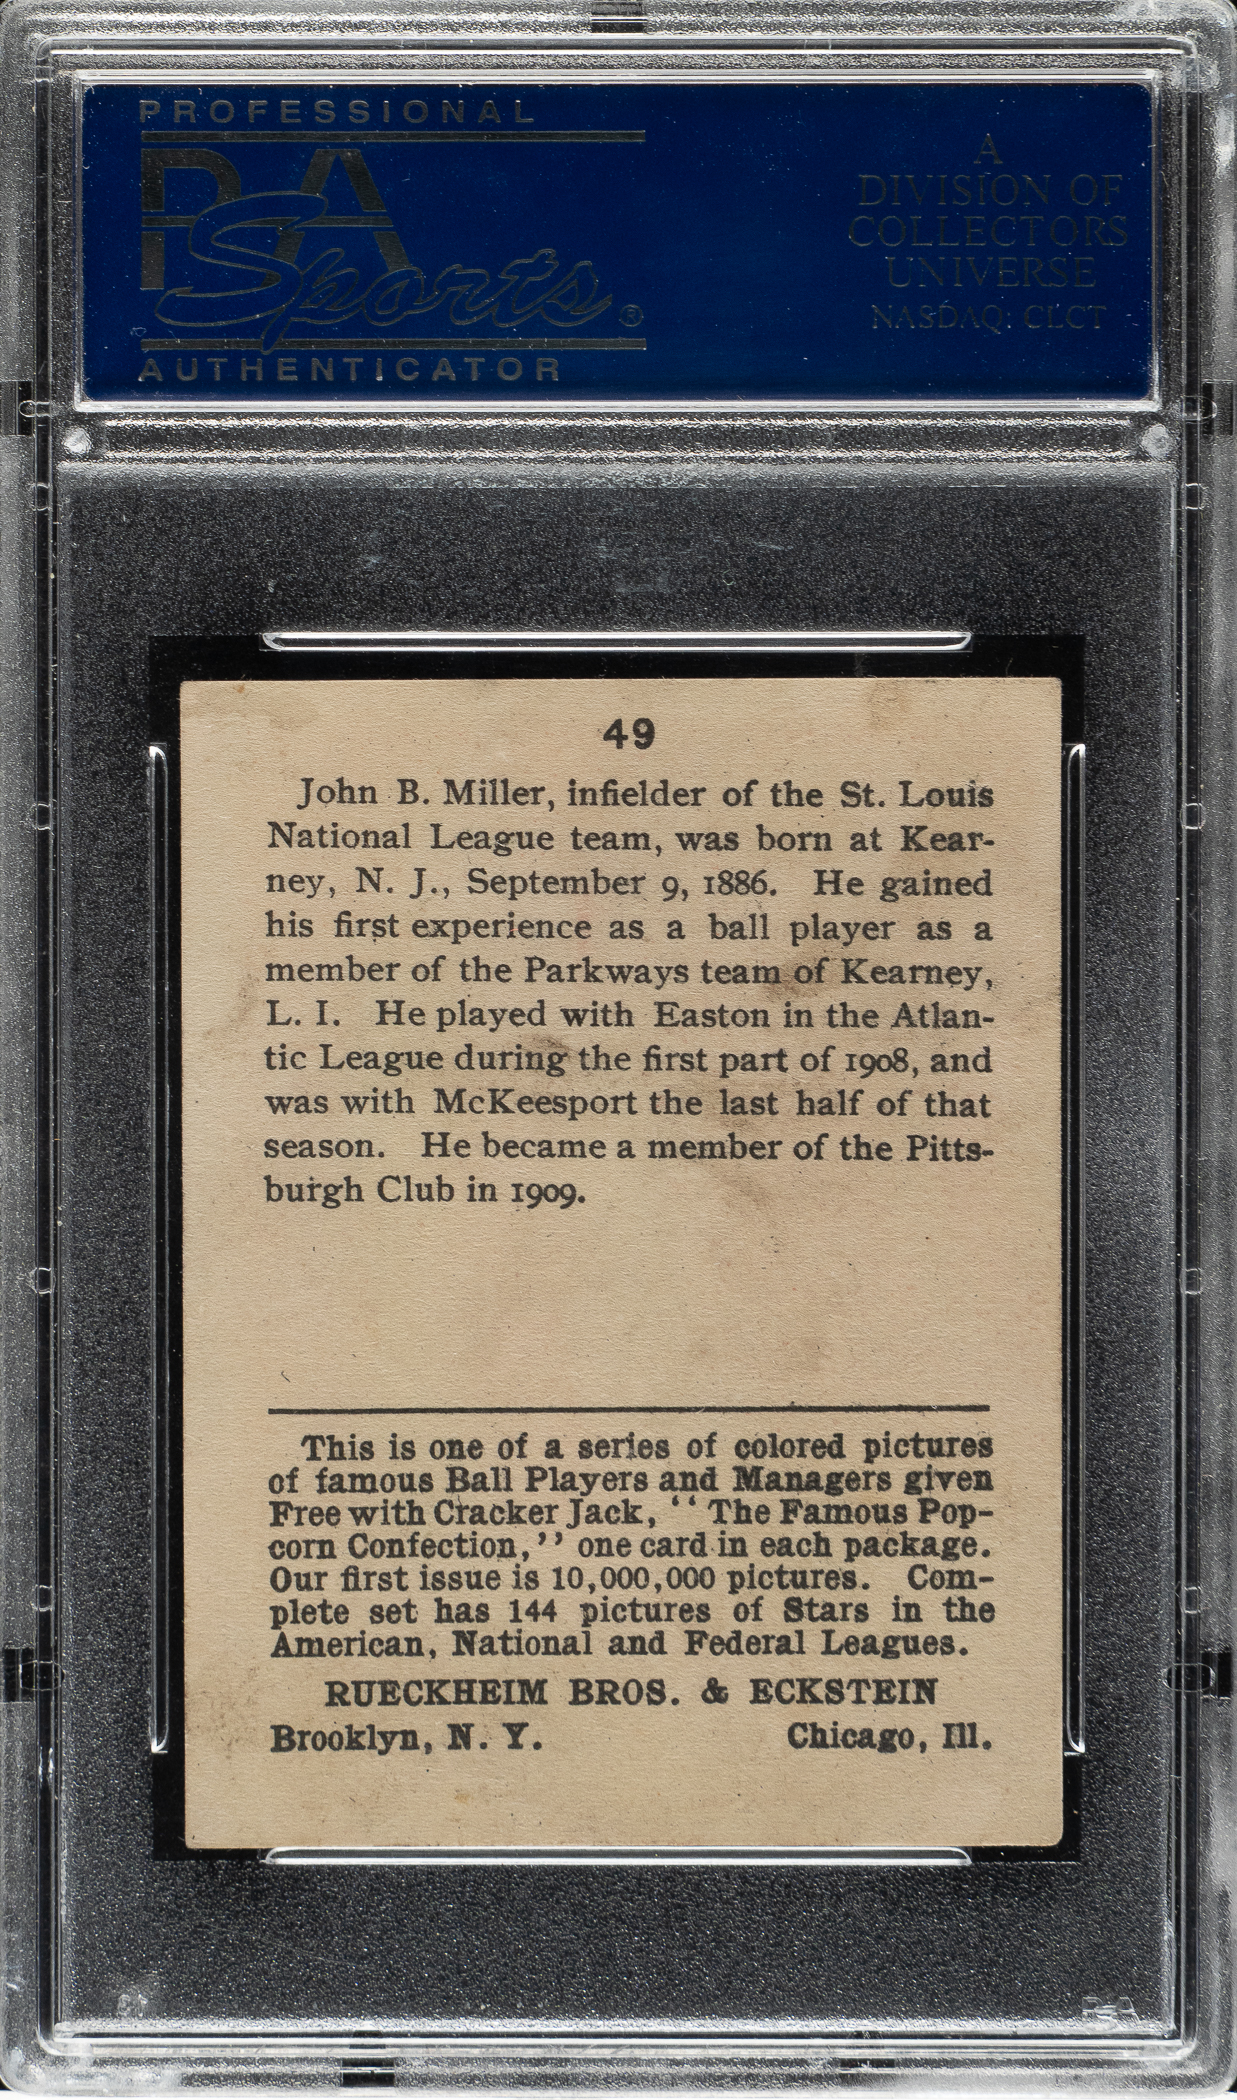 PROFESSIONAL
PSA
Sports®
AUTHENTICATOR
A
DIVISION OF
COLLECTORS
UNIVERSE
NASDAQ: CLCT
49
John B. Miller, infielder of the St. Louis
National League team, was born at Kear-
ney, N. J., September 9, 1886. He gained
his first experience as a ball player as a
member of the Parkways team of Kearney,
L. I. He played with Easton in the Atlan-
tic League during the first part of 1908, and
was with McKeesport the last half of that
season. He became a member of the Pitts-
burgh Club in 1909.
This is one of a series of colored pictures
of famous Ball Players and Managers given
Free with Cracker Jack, “The Famous Pop-
corn Confection,” one card in each package.
Our first issue is 10,000,000 pictures. Com-
plete set has 144 pictures of Stars in the
American, National and Federal Leagues.
RUECKHEIM BROS. & ECKSTEIN
Brooklyn, N. Y. Chicago, Ill.
PSA